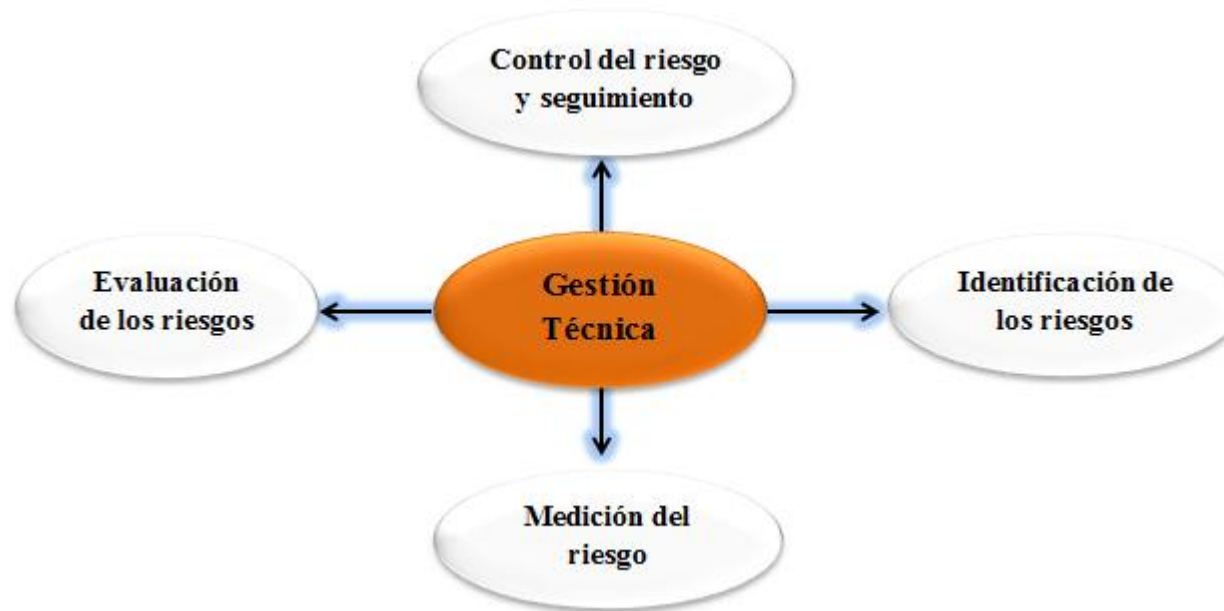 Control del riesgo
y seguimiento
Evaluación
de los riesgos
Gestión
Técnica
Identificación de
los riesgos
Medición del
riesgo